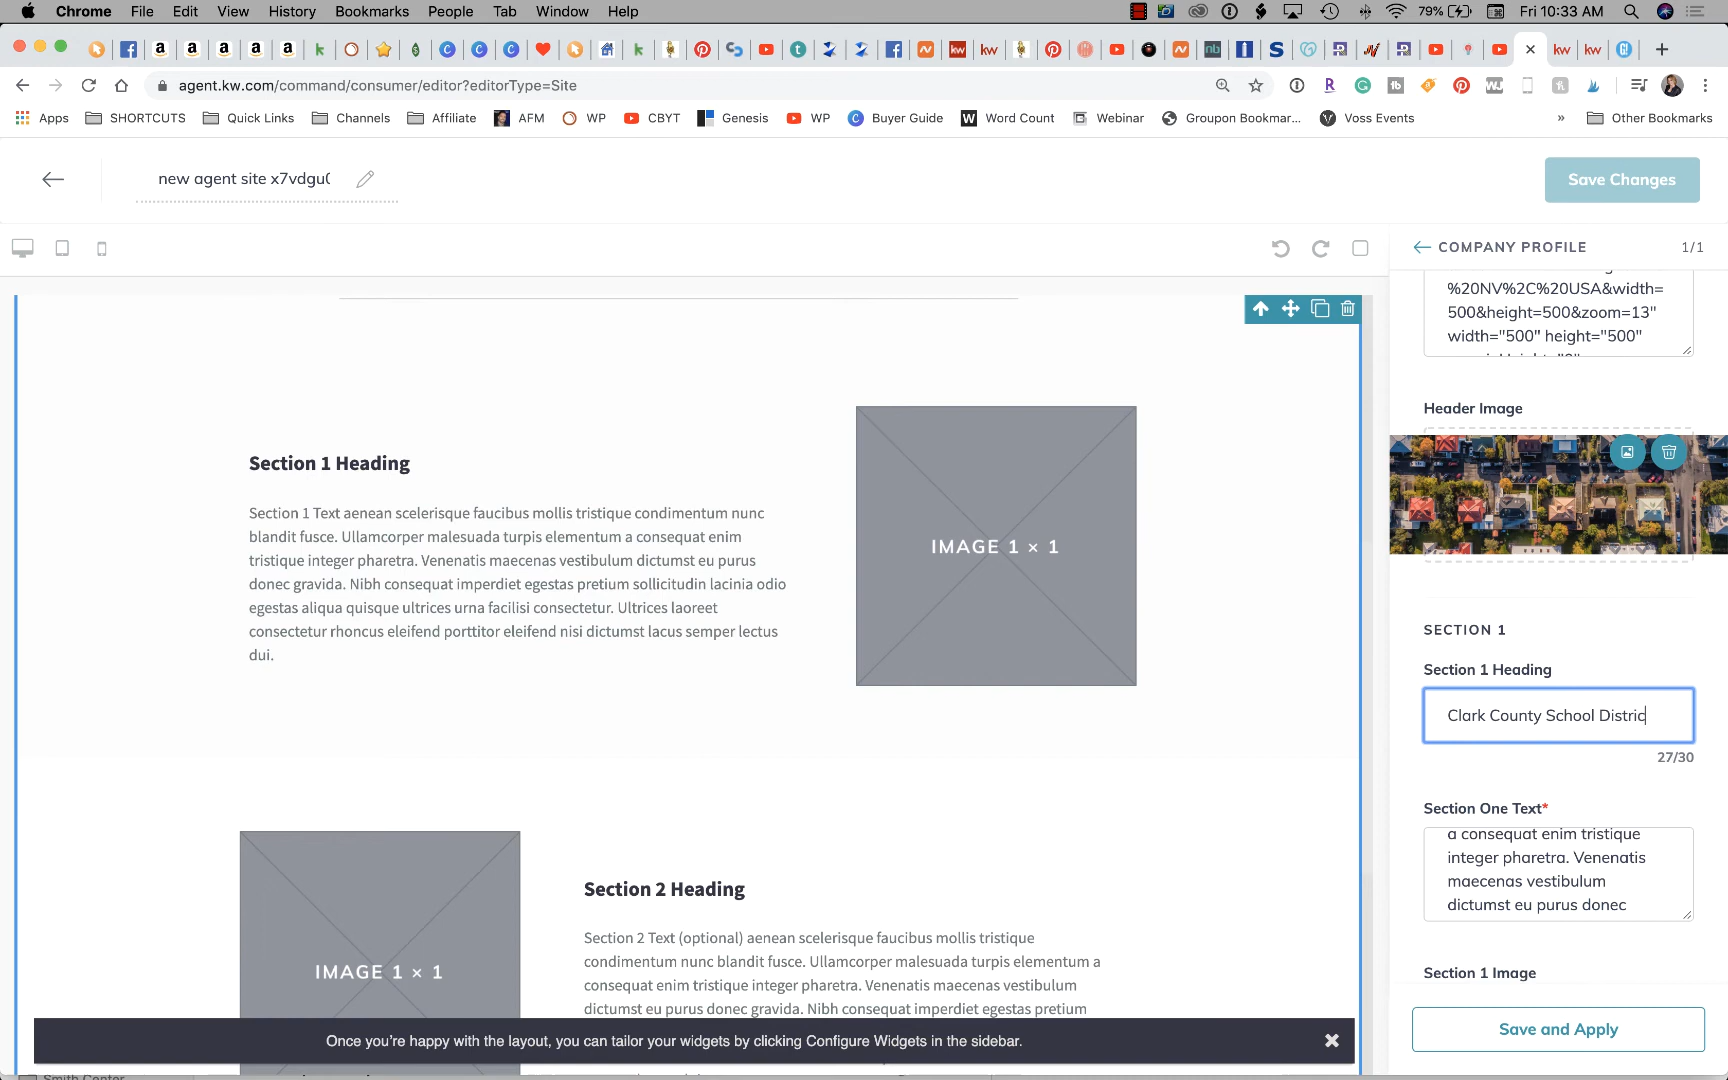 Chrome File Edit View History Bookmarks People Tab Window Help
79% Fri 10:33 AM
agent.kw.com/command/consumer/editor?editorType=Site
Apps SHORTCUTS Quick Links Channels Affiliate AFM WP CBYT Genesis WP Buyer Guide Word Count Webinar Groupon Bookmar... Voss Events » Other Bookmarks
new agent site x7vdgu
Save Changes
COMPANY PROFILE 1/1
%20NV%2C%20USA&width=
500&height=500&zoom=13"
width="500" height="500"
Header Image
Section 1 Heading
Section 1 Text aenean scelerisque faucibus mollis tristique condimentum nunc
blandit fusce. Ullamcorper malesuada turpis elementum a consequat enim
tristique integer pharetra. Venenatis maecenas vestibulum dictumst eu purus
donec gravida. Nibh consequat imperdiet egestas pretium sollicitudin lacinia odio
egestas aliqua quisque ultrices urna facilisi consectetur. Ultrices laoreet
consectetur rhoncus eleifend porttitor eleifend nisi dictumst lacus semper lectus
dui.
IMAGE 1 × 1
SECTION 1
Section 1 Heading
Clark County School Distric
27/30
Section One Text*
a consequat enim tristique
integer pharetra. Venenatis
maecenas vestibulum
dictumst eu purus donec
Section 1 Image
Save and Apply
IMAGE 1 × 1
Section 2 Heading
Section 2 Text (optional) aenean scelerisque faucibus mollis tristique
condimentum nunc blandit fusce. Ullamcorper malesuada turpis elementum a
consequat enim tristique integer pharetra. Venenatis maecenas vestibulum
dictumst eu purus donec gravida. Nibh consequat imperdiet egestas pretium
Once you're happy with the layout, you can tailor your widgets by clicking Configure Widgets in the sidebar.
Smith Center